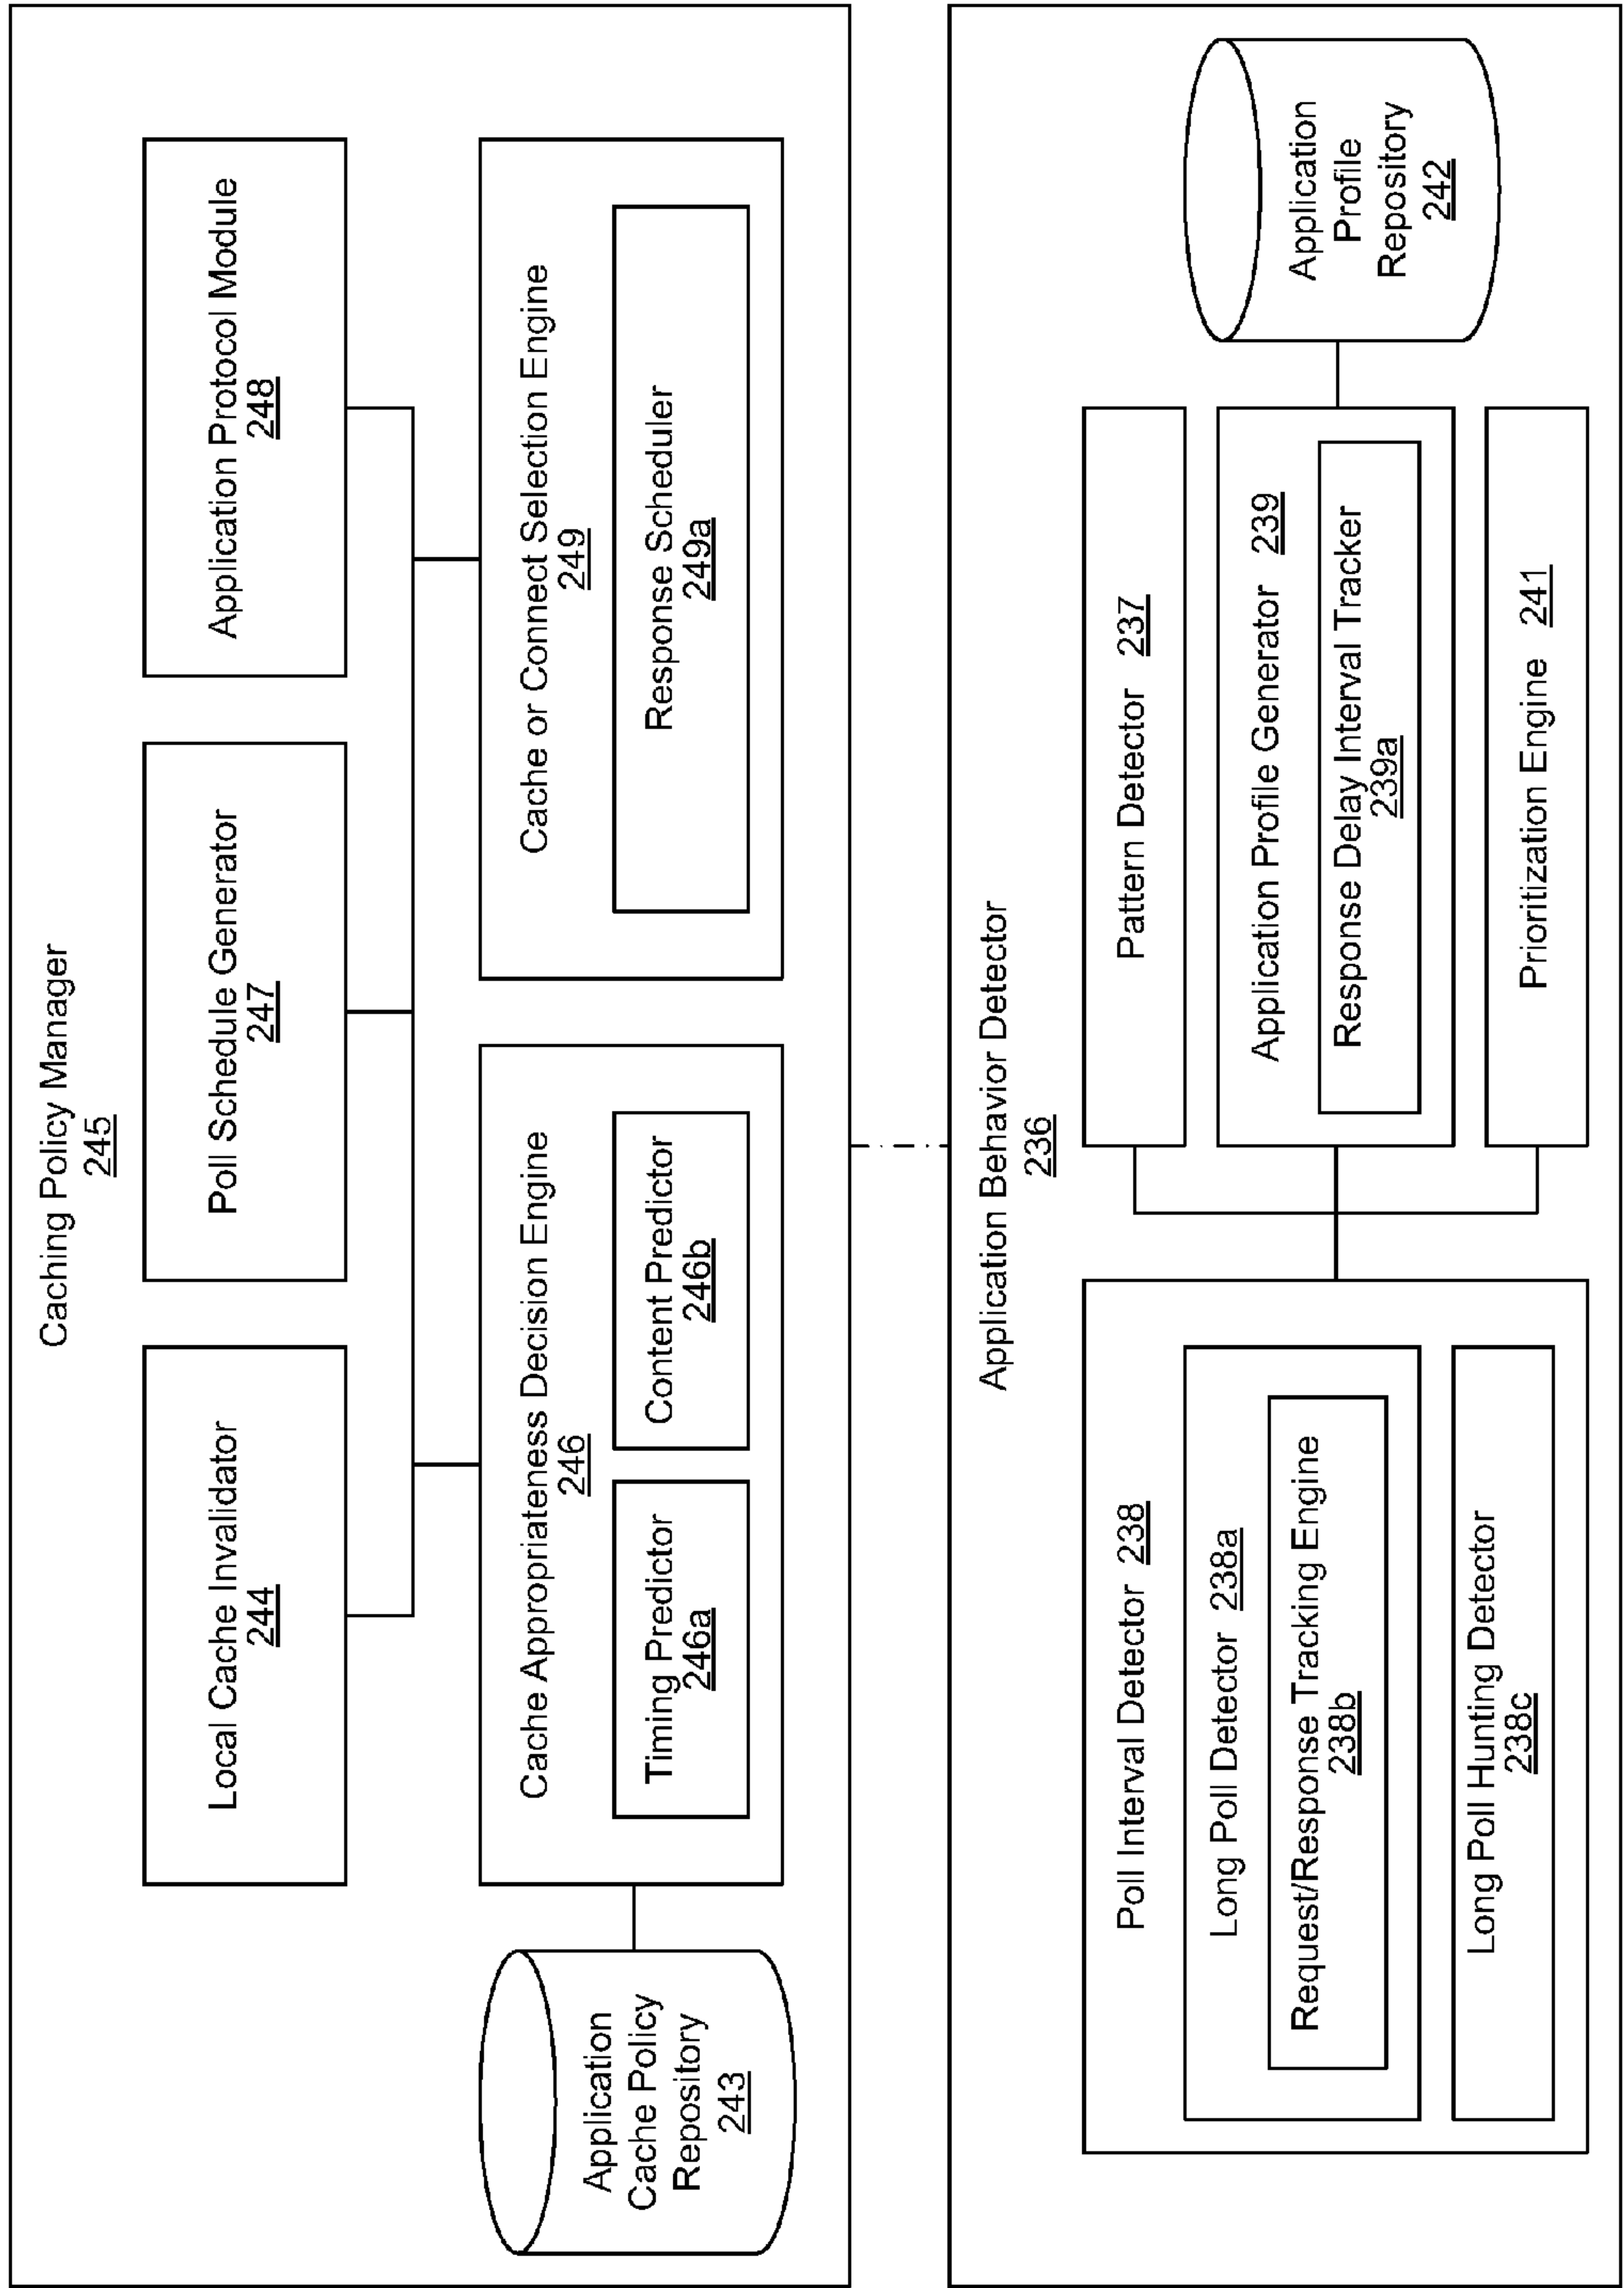 Caching Policy Manager
245
Local Cache Invalidator
244
Poll Schedule Generator
247
Application Protocol Module
248
Application
Cache Policy
Repository
243
Cache Appropriateness Decision Engine
246
Timing Predictor
246a
Content Predictor
246b
Cache or Connect Selection Engine
249
Response Scheduler
249a
Application Behavior Detector
236
Poll Interval Detector 238
Long Poll Detector 238a
Request/Response Tracking Engine
238b
Long Poll Hunting Detector
238c
Pattern Detector 237
Application Profile Generator 239
Response Delay Interval Tracker
239a
Prioritization Engine 241
Application
Profile
Repository
242